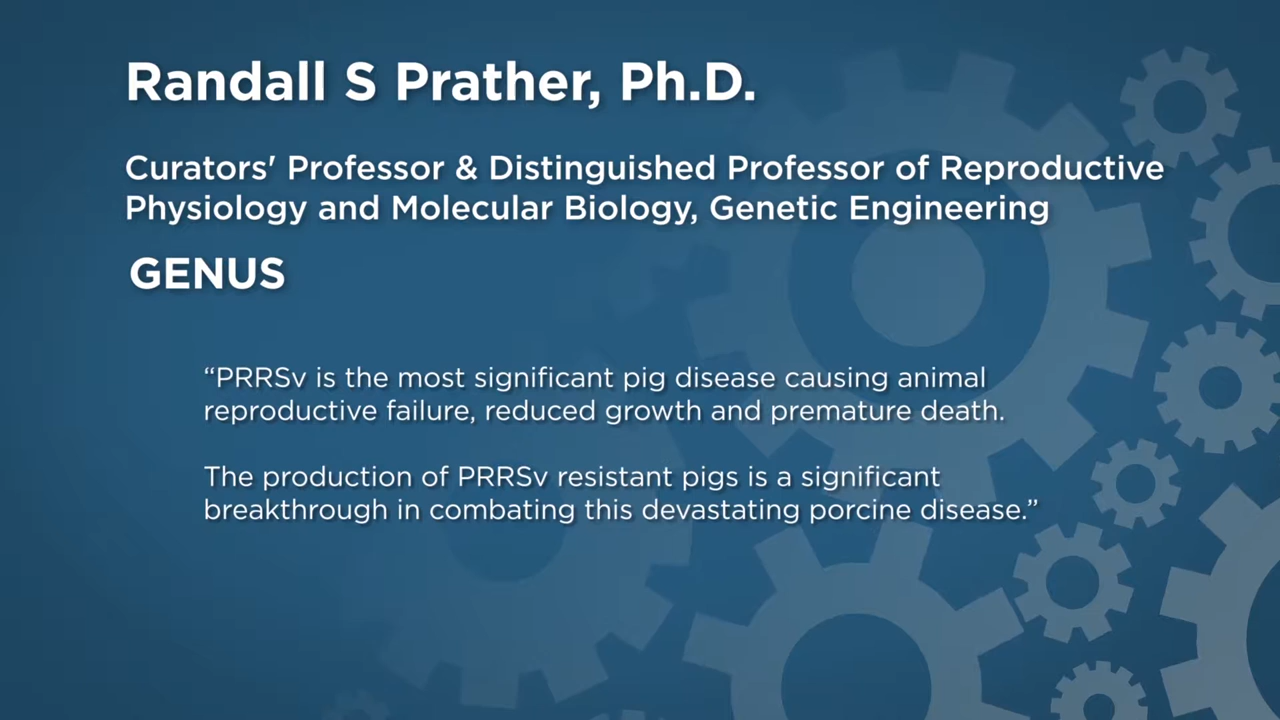 Randall S Prather, Ph.D.
Curators' Professor & Distinguished Professor of Reproductive
Physiology and Molecular Biology, Genetic Engineering
GENUS
“PRRSv is the most significant pig disease causing animal
reproductive failure, reduced growth and premature death.
The production of PRRSv resistant pigs is a significant
breakthrough in combating this devastating porcine disease.”